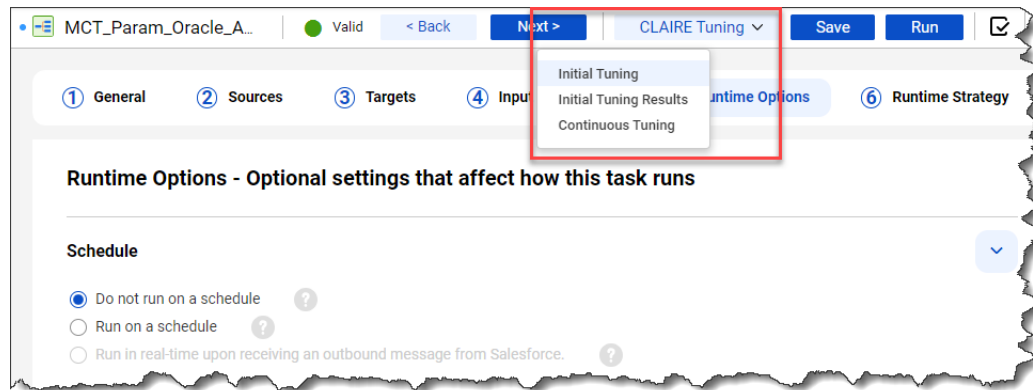 MCT_Param_Oracle_A... Valid < Back Next > CLAIRE Tuning Save Run
Initial Tuning
Initial Tuning Results
Continuous Tuning
1 General 2 Sources 3 Targets 4 Input untime Options 6 Runtime Strategy
Runtime Options - Optional settings that affect how this task runs
Schedule
Do not run on a schedule ?
Run on a schedule ?
Run in real-time upon receiving an outbound message from Salesforce. ?